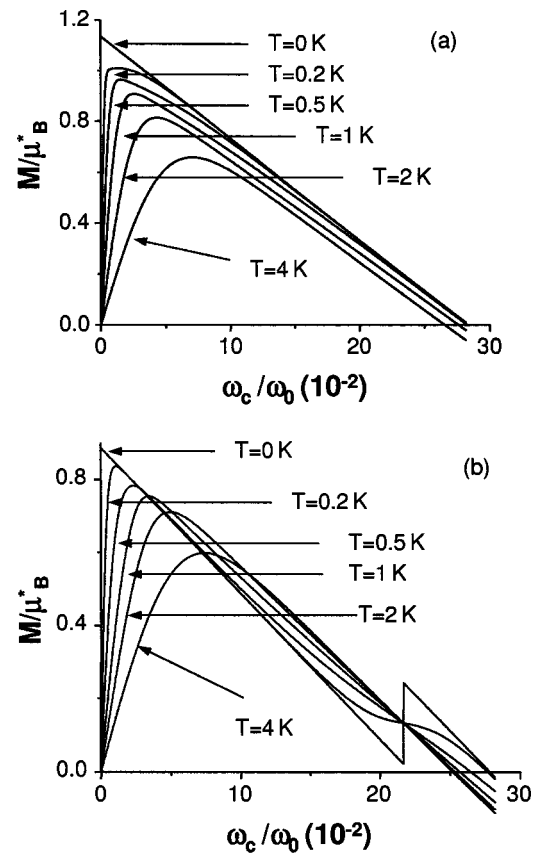 1.2
T=0 K
(a)
T=0.2 K
T=0.5 K
0.8
T=1 K
M/μ*B
T=2 K
0.4
T=4 K
0.0
0 10 20 30
ωc/ω0 (10-2)
T=0 K
(b)
0.8
T=0.2 K
T=0.5 K
T=1 K
M/μ*B
0.4
T=2 K
T=4 K
0.0
0 10 20 30
ωc/ω0 (10-2)